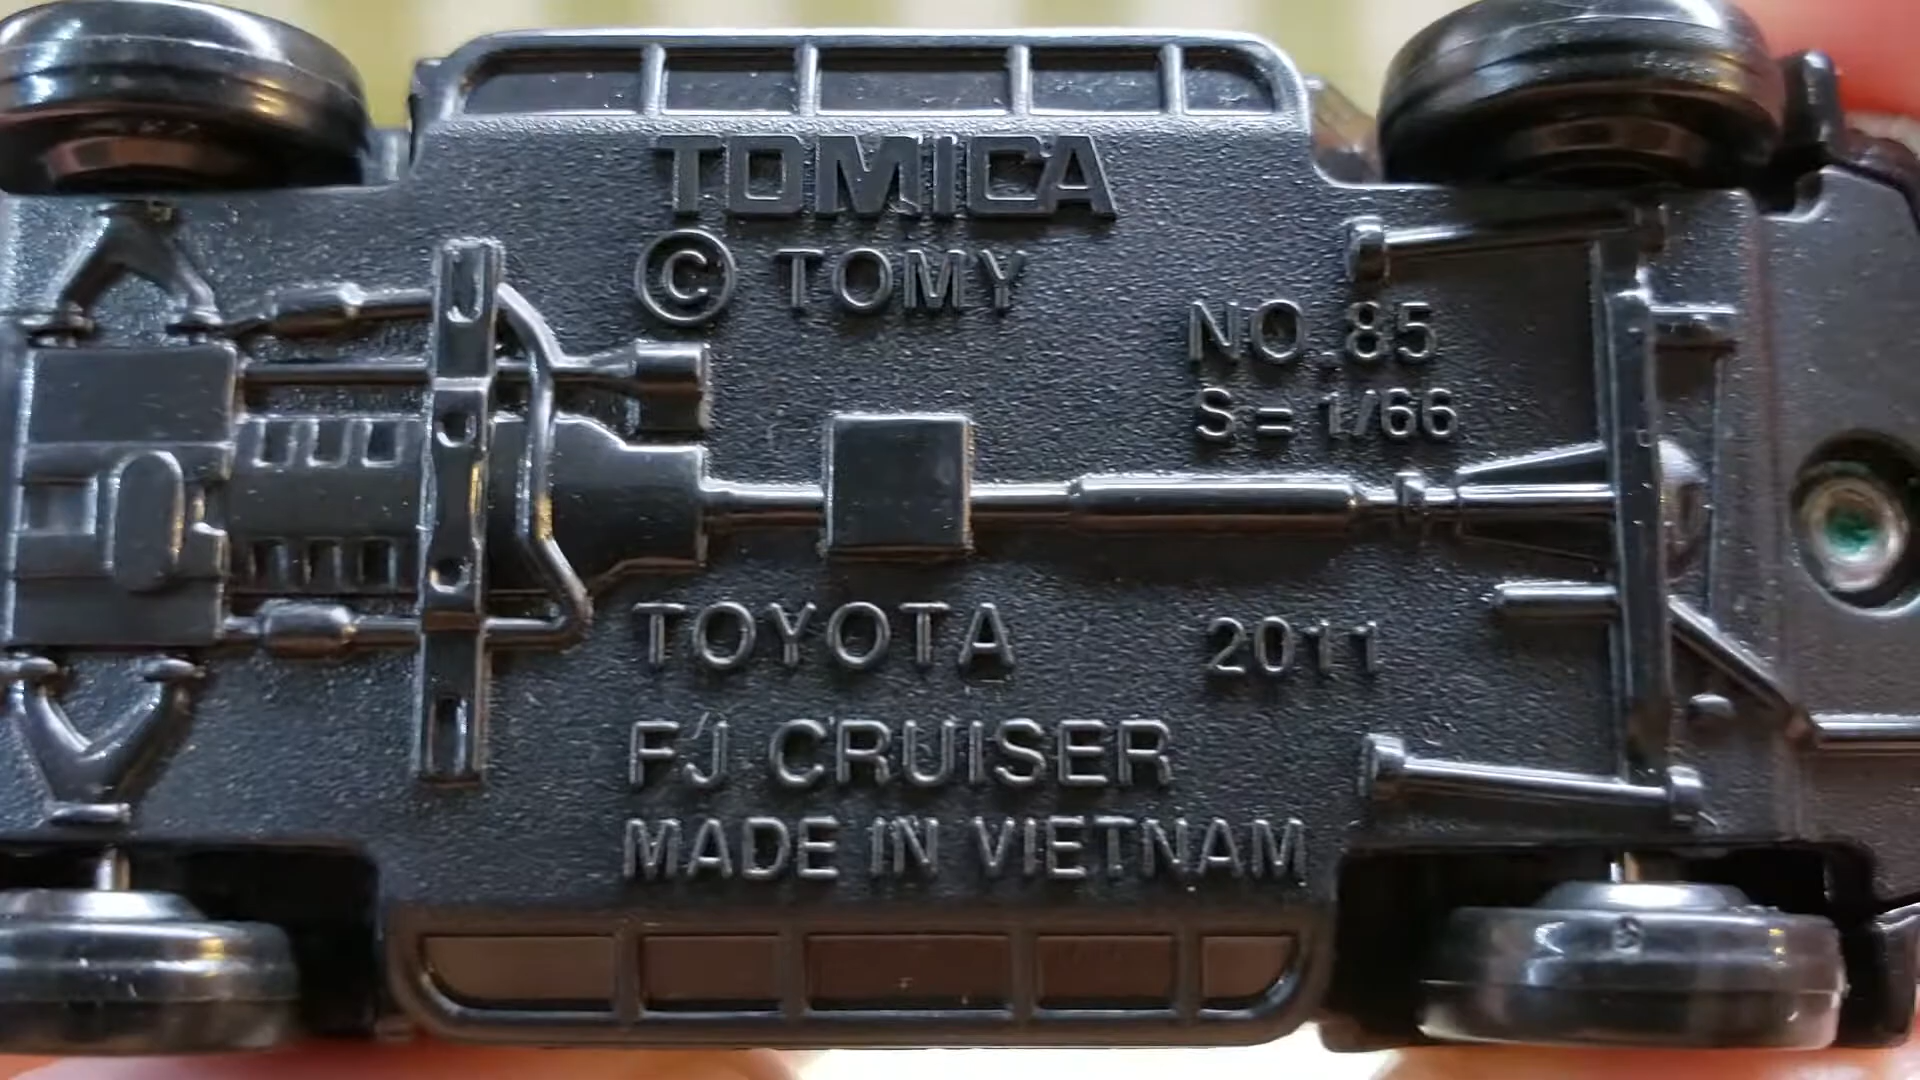 TOMICA
© TOMY
NO.85
S = 1/66
TOYOTA 2011
FJ CRUISER
MADE IN VIETNAM